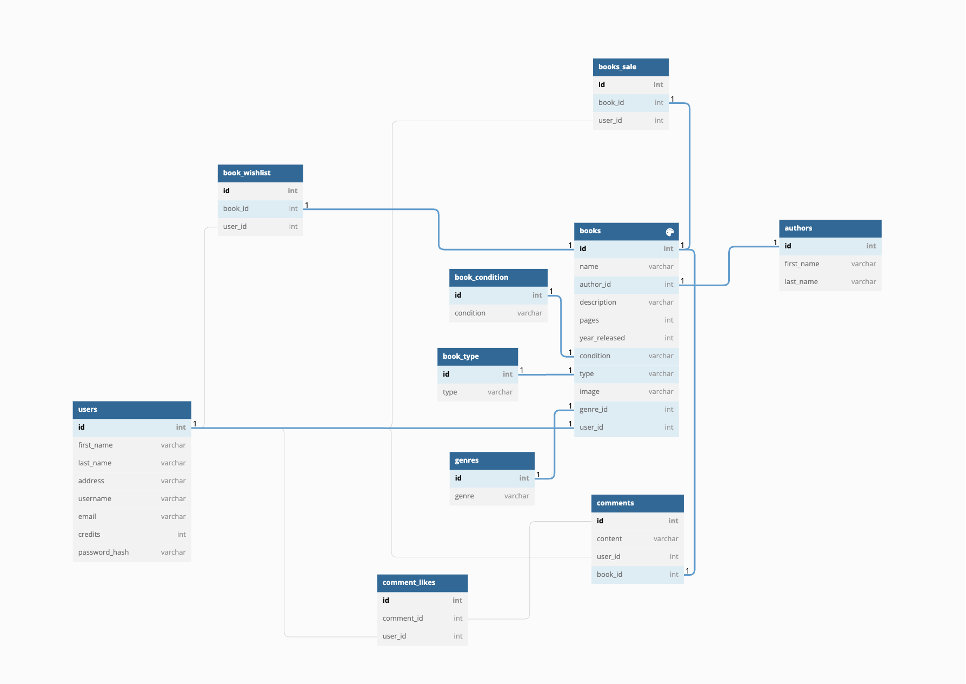 books_sale
id int
1
book_id int
user_id int
book_wishlist
id int
1
book_id int
user_id int
books
1 id int 1
name varchar
author_id int 1
description varchar
pages int
year_released int
1 condition varchar
1 type varchar
image varchar
1 genre_id int
1 user_id int
authors
1 id int
first_name varchar
last_name varchar
book_condition
id int 1
condition varchar
book_type
id int 1
type varchar
users
id int 1
first_name varchar
last_name varchar
address varchar
username varchar
email varchar
credits int
password_hash varchar
genres
id int 1
genre varchar
comments
id int
content varchar
user_id int
book_id int 1
comment_likes
id int
comment_id int
user_id int